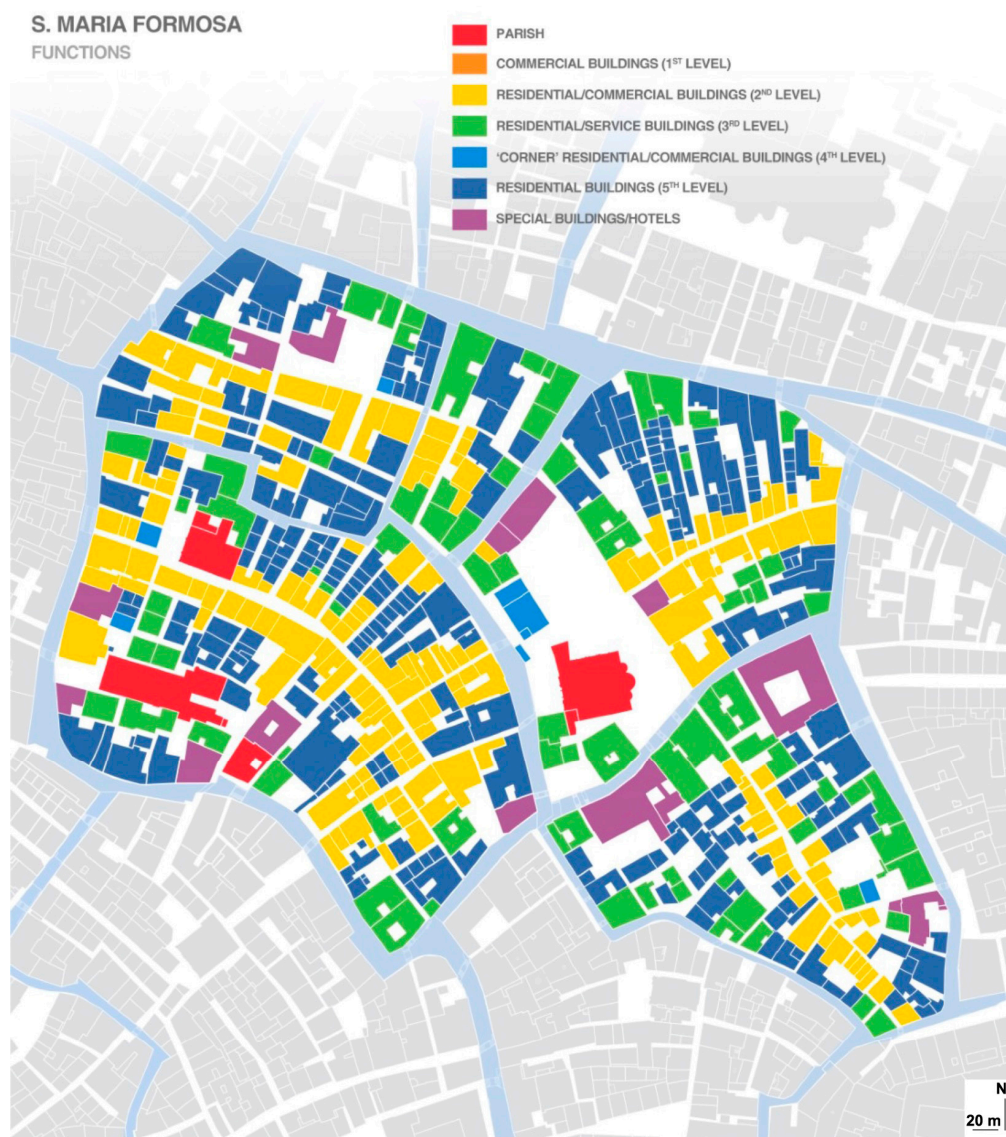 S. MARIA FORMOSA
FUNCTIONS
PARISH
COMMERCIAL BUILDINGS (1ST LEVEL)
RESIDENTIAL/COMMERCIAL BUILDINGS (2ND LEVEL)
RESIDENTIAL/SERVICE BUILDINGS (3RD LEVEL)
‘CORNER’ RESIDENTIAL/COMMERCIAL BUILDINGS (4TH LEVEL)
RESIDENTIAL BUILDINGS (5TH LEVEL)
SPECIAL BUILDINGS/HOTELS
N
20 m